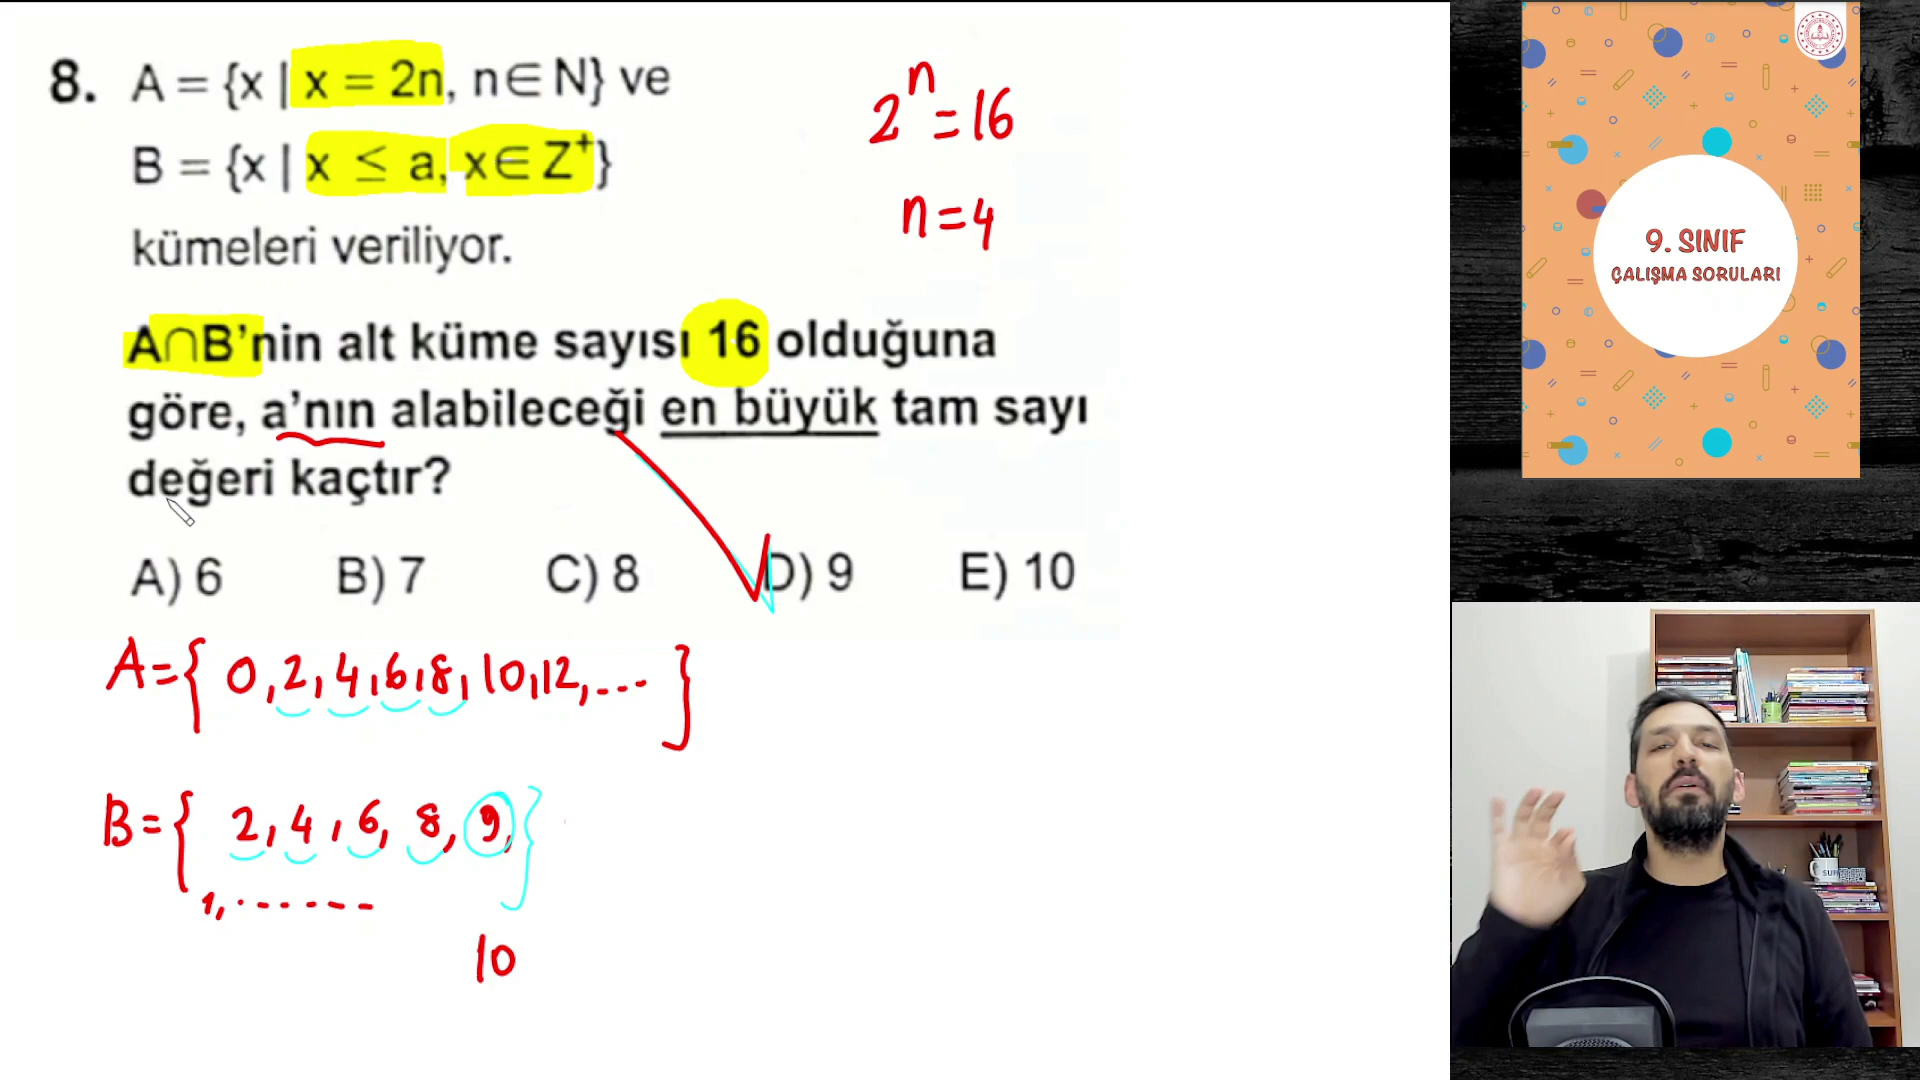 8. A = {x | x = 2n, n∈N} ve
B = {x | x ≤ a, x∈Z⁺}
kümeleri veriliyor.
A∩B'nin alt küme sayısı 16 olduğuna
göre, a'nın alabileceği en büyük tam sayı
değeri kaçtır?
A) 6 B) 7 C) 8 D) 9 E) 10
2ⁿ = 16
n = 4
A = { 0, 2, 4, 6, 8, 10, 12, ... }
B = { 2, 4, 6, 8, 9, }
1, .......
10
9. SINIF
ÇALIŞMA SORULARI